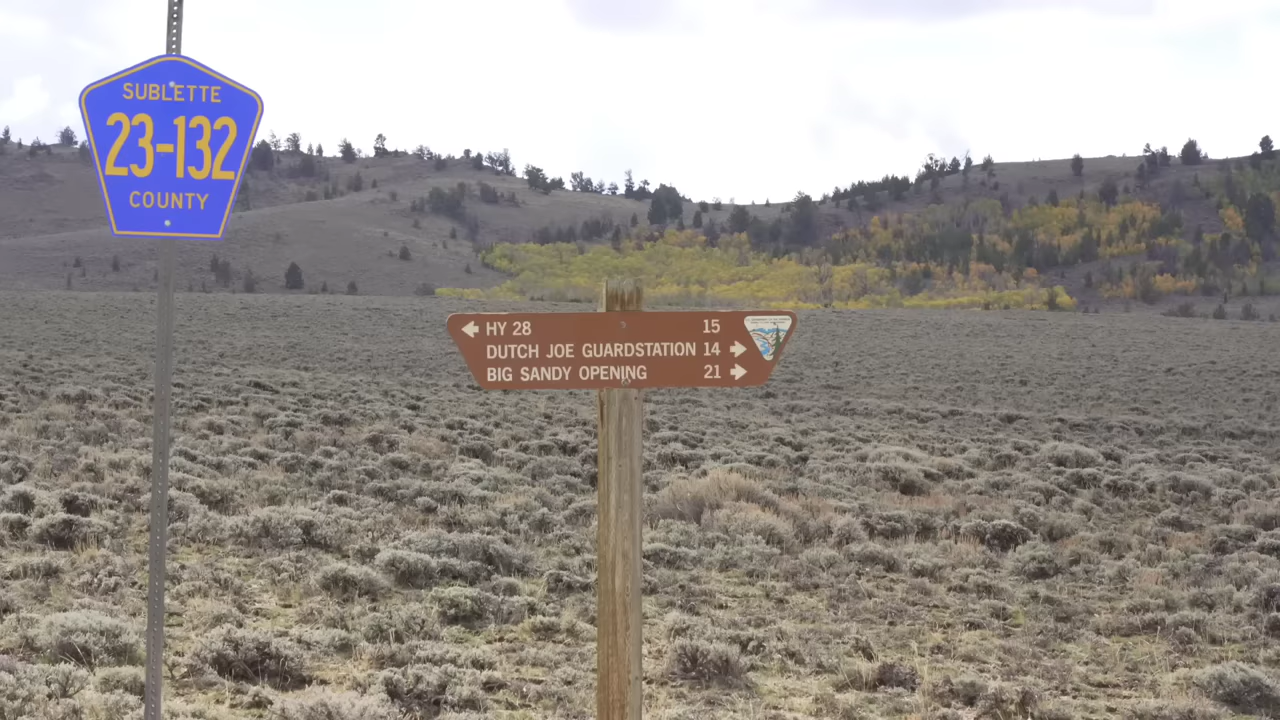 SUBLETTE
23-132
COUNTY
HY 28 15
DUTCH JOE GUARDSTATION 14
BIG SANDY OPENING 21